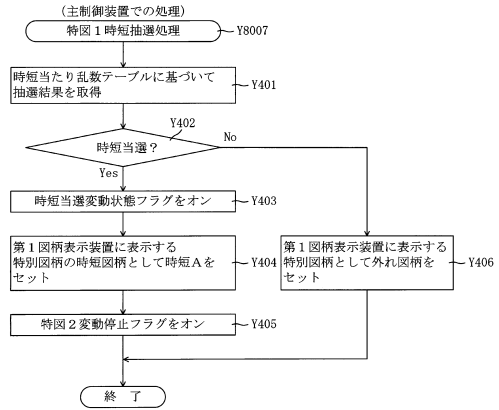 （主制御装置での処理）
特図１時短抽選処理
Y8007
時短当たり乱数テーブルに基づいて
抽選結果を取得
Y401
Y402
時短当選？
No
Yes
時短当選変動状態フラグをオン
Y403
第１図柄表示装置に表示する
特別図柄の時短図柄として時短Ａを
セット
Y404
第１図柄表示装置に表示する
特別図柄として外れ図柄を
セット
Y406
特図２変動停止フラグをオン
Y405
終　了